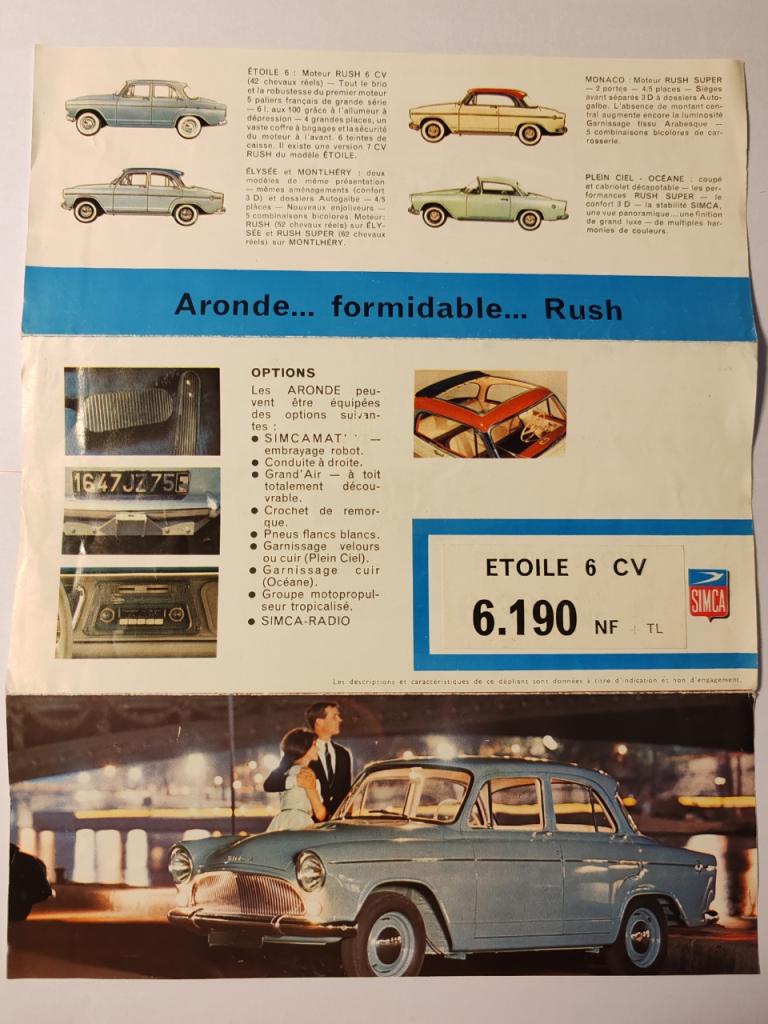 ÉTOILE 6 : Moteur RUSH 6 CV
(42 chevaux réels) — Tout le brio
et la robustesse du premier moteur
5 paliers français de grande série
— 6 l. aux 100 grâce à l'allumeur à
dépression — 4 grandes places, un
vaste coffre à bagages et la sécurité
du moteur à l'avant. 6 teintes de
caisse. Il existe une version 7 CV
RUSH du modèle ÉTOILE.
ÉLYSÉE et MONTLHÉRY : deux
modèles de même présentation
— mêmes aménagements (confort
3 D) et dossiers Autogalbe — 4/5
places — Nouveaux enjoliveurs —
5 combinaisons bicolores. Moteur:
RUSH (52 chevaux réels) sur ÉLY-
SÉE et RUSH SUPER (62 chevaux
réels) sur MONTLHÉRY.
MONACO : Moteur RUSH SUPER
— 2 portes — 4/5 places — Sièges
avant séparés 3 D à dossiers Auto-
galbe. L'absence de montant cen-
tral augmente encore la luminosité
Garnissage tissu Arabesque —
5 combinaisons bicolores de car-
rosserie.
PLEIN CIEL - OCÉANE : coupé
et cabriolet décapotable — les per-
formances RUSH SUPER — le
confort 3 D — la stabilité SIMCA,
une vue panoramique... une finition
de grand luxe — de multiples har-
monies de couleurs.
Aronde... formidable... Rush
OPTIONS
Les ARONDE peu-
vent être équipées
des options suivan-
tes :
● SIMCAMAT —
embrayage robot.
● Conduite à droite.
● Grand'Air — à toit
totalement décou-
vrable.
● Crochet de remor-
que.
● Pneus flancs blancs.
● Garnissage velours
ou cuir (Plein Ciel).
● Garnissage cuir
(Océane).
● Groupe motopropul-
seur tropicalisé.
● SIMCA-RADIO
1647JZ75
ETOILE 6 CV
6.190 NF + TL
SIMCA
Les descriptions et caractéristiques de ce dépliant sont données à titre d'indication et non d'engagement.